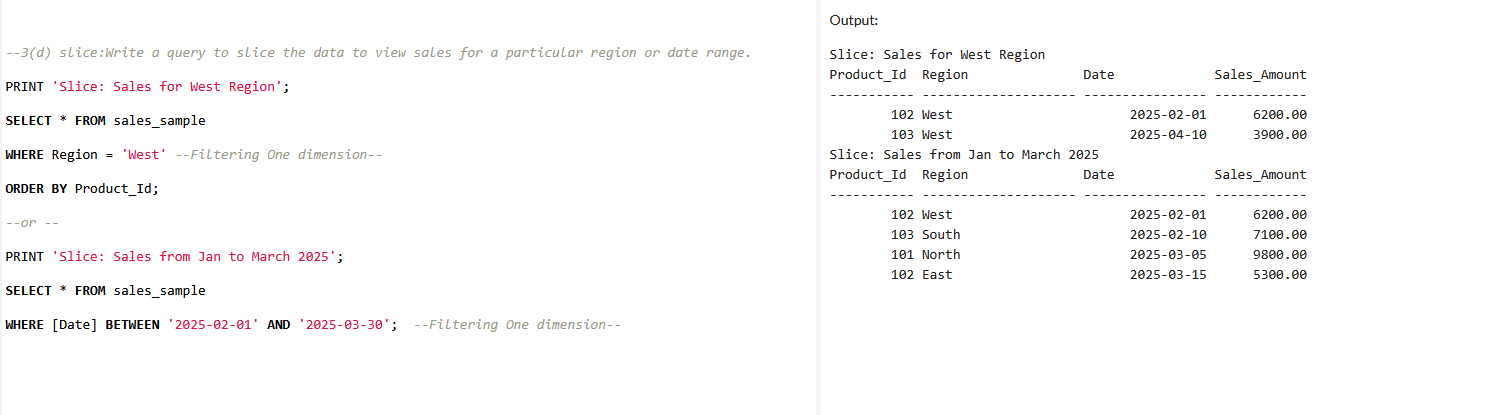 --3(d) slice:Write a query to slice the data to view sales for a particular region or date range.
PRINT 'Slice: Sales for West Region';
SELECT * FROM sales_sample
WHERE Region = 'West' --Filtering One dimension--
ORDER BY Product_Id;
--or --
PRINT 'Slice: Sales from Jan to March 2025';
SELECT * FROM sales_sample
WHERE [Date] BETWEEN '2025-02-01' AND '2025-03-30';  --Filtering One dimension--
Output:
Slice: Sales for West Region
Product_Id  Region               Date             Sales_Amount
----------- -------------------- ---------------- ------------
        102 West                       2025-02-01      6200.00
        103 West                       2025-04-10      3900.00
Slice: Sales from Jan to March 2025
Product_Id  Region               Date             Sales_Amount
----------- -------------------- ---------------- ------------
        102 West                       2025-02-01      6200.00
        103 South                      2025-02-10      7100.00
        101 North                      2025-03-05      9800.00
        102 East                       2025-03-15      5300.00